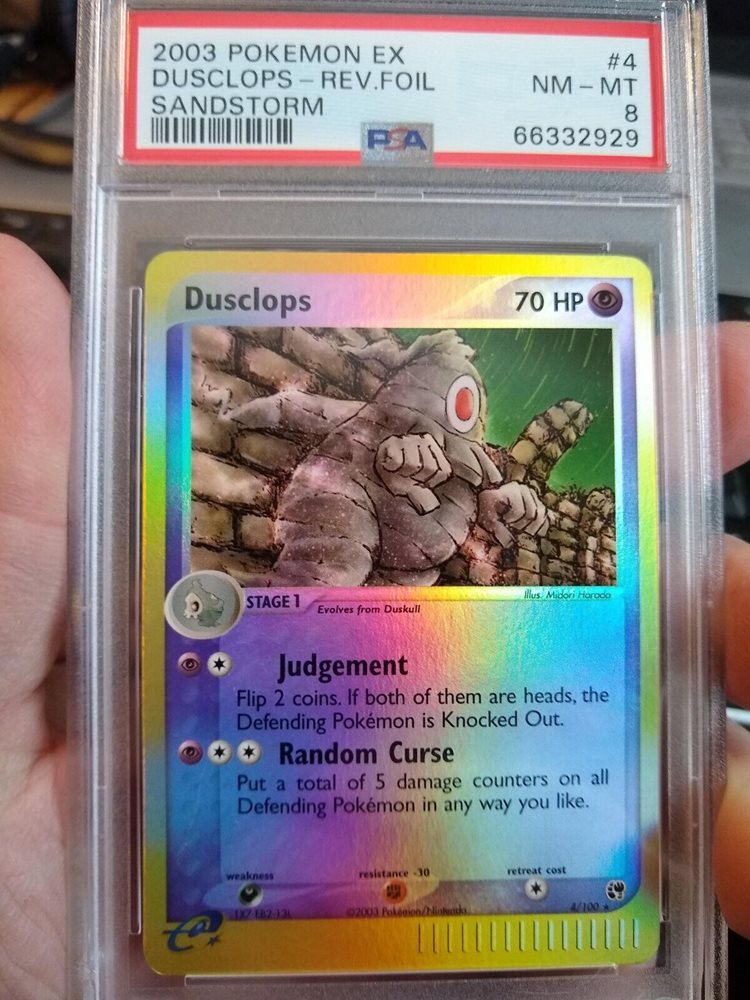 2003 POKEMON EX #4
DUSCLOPS – REV.FOIL NM – MT
SANDSTORM 8
PSA 66332929
Dusclops 70 HP
Illus. Midori Harada
STAGE 1 Evolves from Duskull
Judgement
Flip 2 coins. If both of them are heads, the
Defending Pokémon is Knocked Out.
Random Curse
Put a total of 5 damage counters on all
Defending Pokémon in any way you like.
weakness resistance -30 retreat cost
©2003 Pokémon/Nintendo 4/100 ★
e